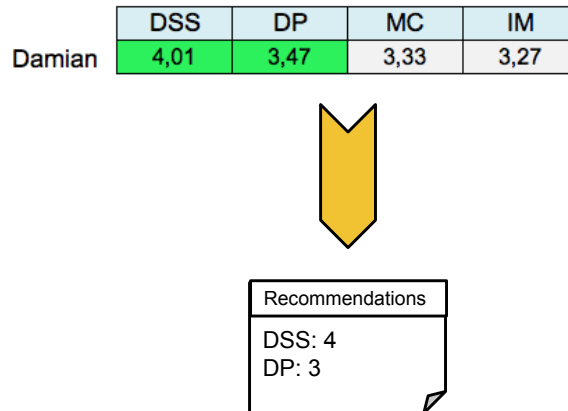 DSS DP MC IM
Damian 4,01 3,47 3,33 3,27
Recommendations
DSS: 4
DP: 3